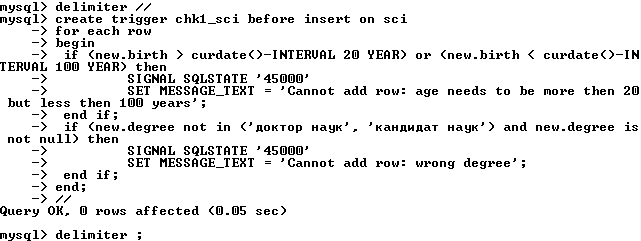 mysql> delimiter //
mysql> create trigger chk1_sci before insert on sci
    -> for each row
    -> begin
    ->  if (new.birth > curdate()-INTERVAL 20 YEAR) or (new.birth < curdate()-IN
TERVAL 100 YEAR) then
    ->          SIGNAL SQLSTATE '45000'
    ->          SET MESSAGE_TEXT = 'Cannot add row: age needs to be more then 20
 but less then 100 years';
    ->  end if;
    ->  if (new.degree not in ('доктор наук', 'кандидат наук') and new.degree is
 not null) then
    ->          SIGNAL SQLSTATE '45000'
    ->          SET MESSAGE_TEXT = 'Cannot add row: wrong degree';
    ->  end if;
    -> end;
    -> //
Query OK, 0 rows affected (0.05 sec)

mysql> delimiter ;